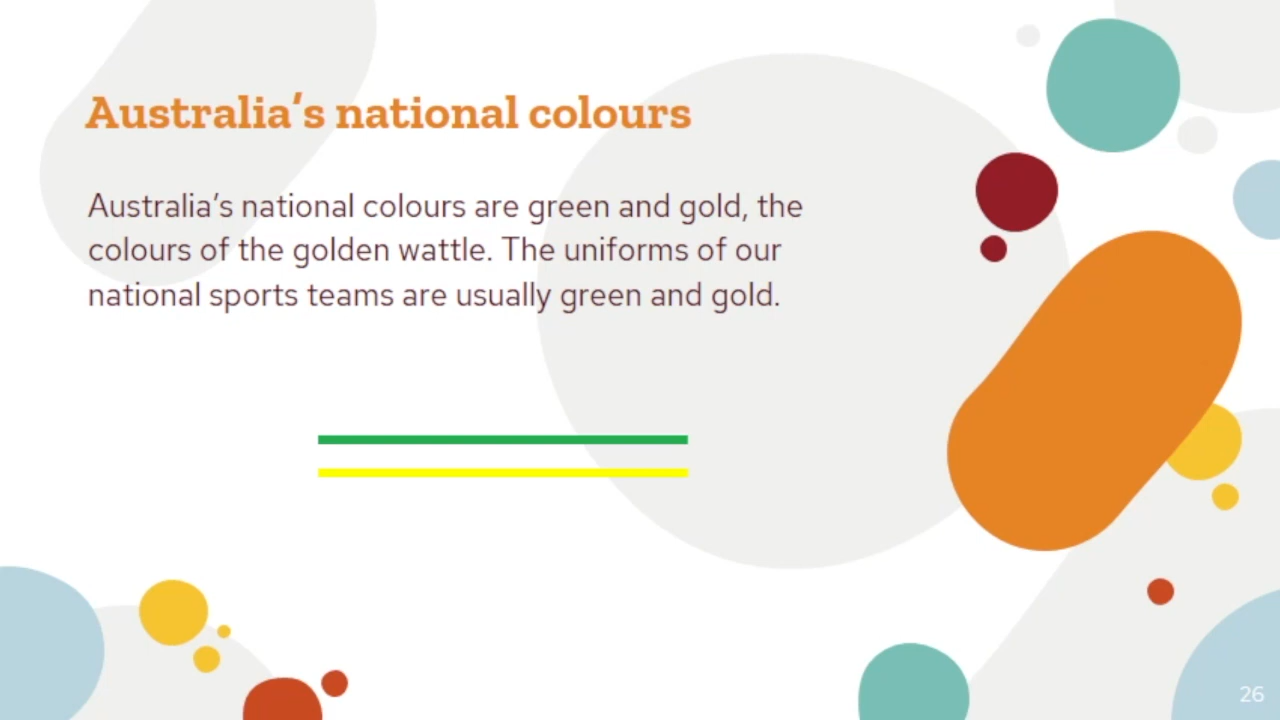 Australia’s national colours
Australia’s national colours are green and gold, the
colours of the golden wattle. The uniforms of our
national sports teams are usually green and gold.
26